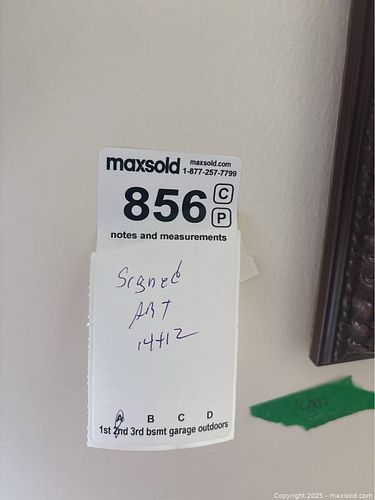 maxsold maxsold.com
1-877-257-7799
856 C
P
notes and measurements
Signed
ART
14412
A B C D
1st 2nd 3rd bsmt garage outdoors
Copyright © 2025 - maxsold.com